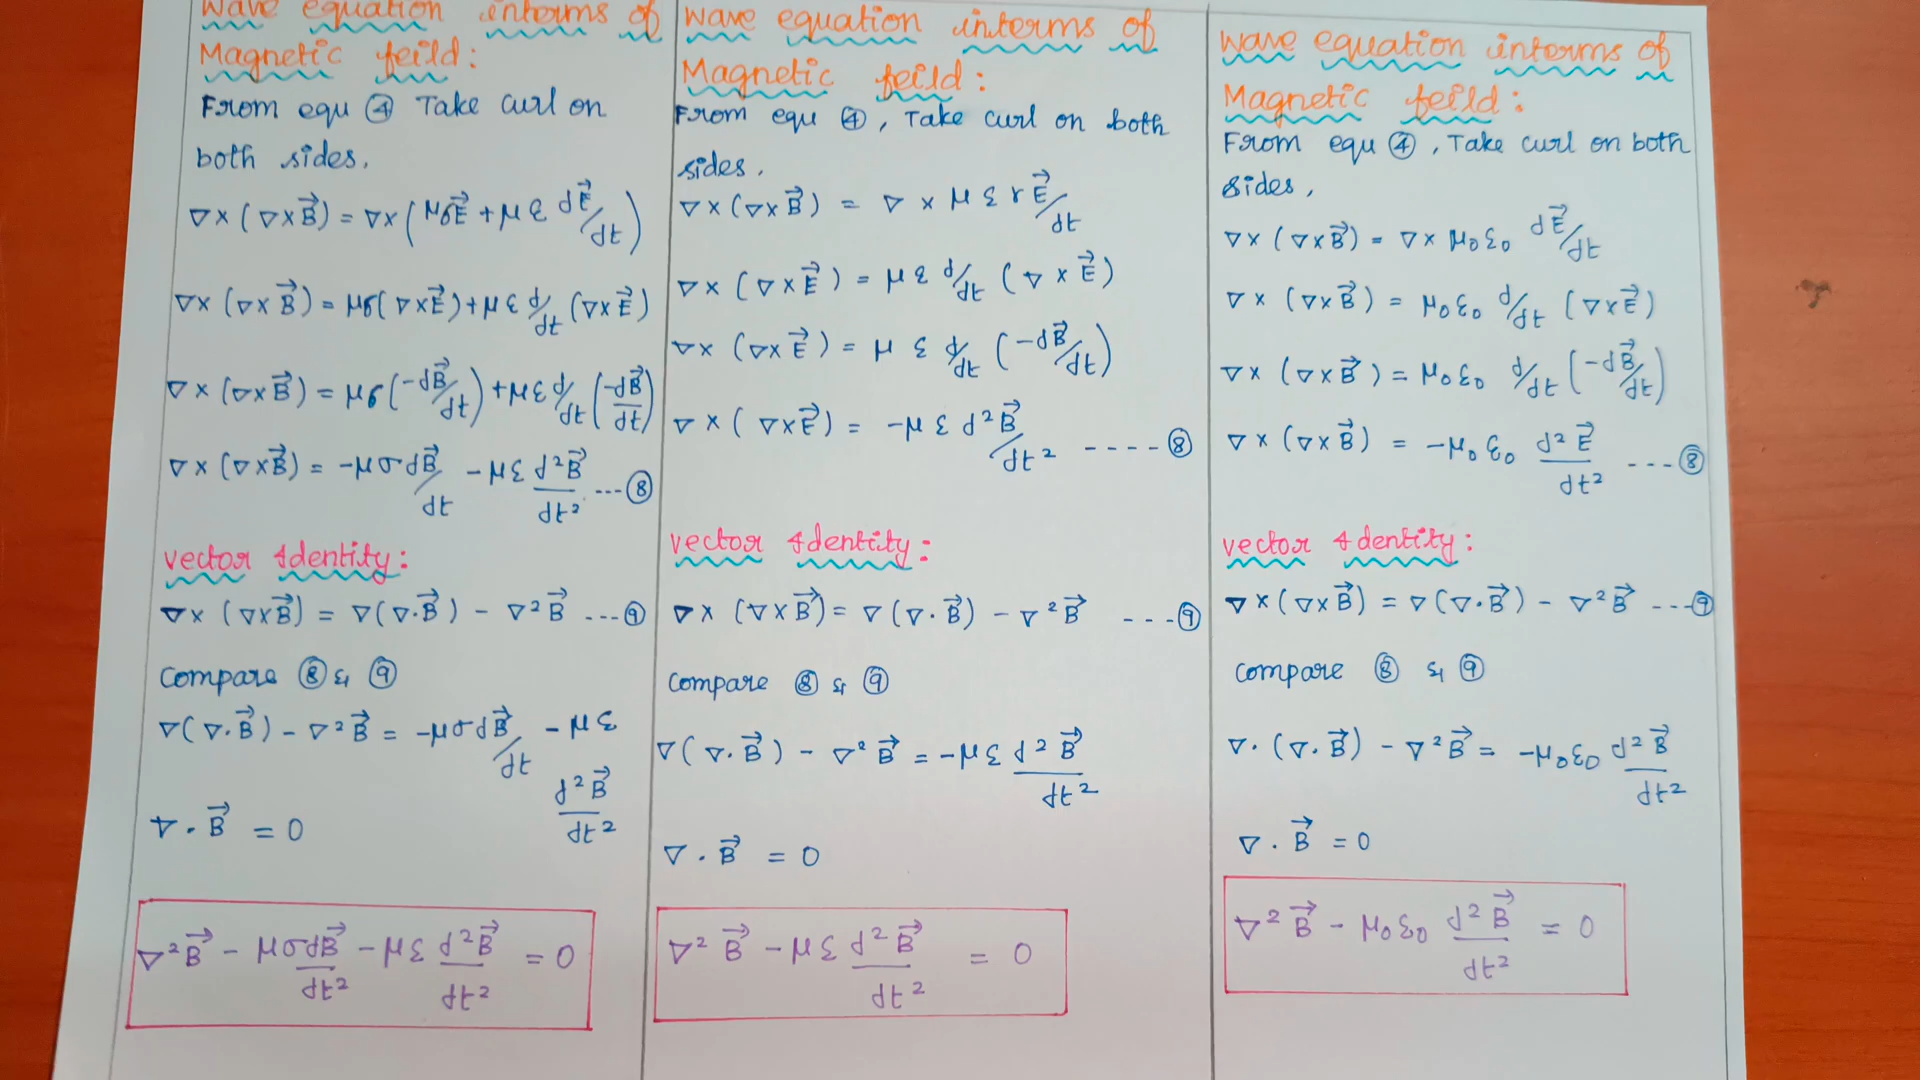 wave equation interms of
Magnetic feild:
From equ ④ Take curl on
both sides.
∇×(∇×B⃗) = ∇×(μσE⃗ + με dE⃗/dt)
∇×(∇×B⃗) = μσ(∇×E⃗) + με d/dt (∇×E⃗)
∇×(∇×B⃗) = μσ(-dB⃗/dt) + με d/dt (-dB⃗/dt)
∇×(∇×B⃗) = -μσdB⃗/dt - με d²B⃗/dt² ...⑧
vector Identity:
∇×(∇×B⃗) = ∇(∇.B⃗) - ∇²B⃗ ...⑨
compare ⑧ & ⑨
∇(∇.B⃗) - ∇²B⃗ = -μσdB⃗/dt - με
d²B⃗/dt²
∇.B⃗ = 0
∇²B⃗ - μσdB⃗/dt² - με d²B⃗/dt² = 0
wave equation interms of
Magnetic feild:
From equ ④, Take curl on both
sides.
∇×(∇×B⃗) = ∇ × μ ε r E⃗/dt
∇×(∇×E⃗) = με d/dt (∇×E⃗)
∇×(∇×E⃗) = μ ε d/dt (-dB⃗/dt)
∇×(∇×E⃗) = -μ ε d²B⃗/dt² ----⑧
vector Identity:
∇×(∇×B⃗) = ∇(∇.B⃗) - ∇²B⃗ ---⑨
compare ⑧ & ⑨
∇(∇.B⃗) - ∇²B⃗ = -με d²B⃗/dt²
∇.B⃗ = 0
∇²B⃗ - με d²B⃗/dt² = 0
wave equation interms of
Magnetic feild:
From equ ④, Take curl on both
sides,
∇×(∇×B⃗) = ∇× μ₀ε₀ dE⃗/dt
∇×(∇×B⃗) = μ₀ε₀ d/dt (∇×E⃗)
∇×(∇×B⃗) = μ₀ε₀ d/dt (-dB⃗/dt)
∇×(∇×B⃗) = -μ₀ε₀ d²E⃗/dt² ---⑧
vector Identity:
∇×(∇×B⃗) = ∇(∇.B⃗) - ∇²B⃗ ---⑨
compare ⑧ & ⑨
∇.(∇.B⃗) - ∇²B⃗ = -μ₀ε₀ d²B⃗/dt²
∇.B⃗ = 0
∇²B⃗ - μ₀ε₀ d²B⃗/dt² = 0